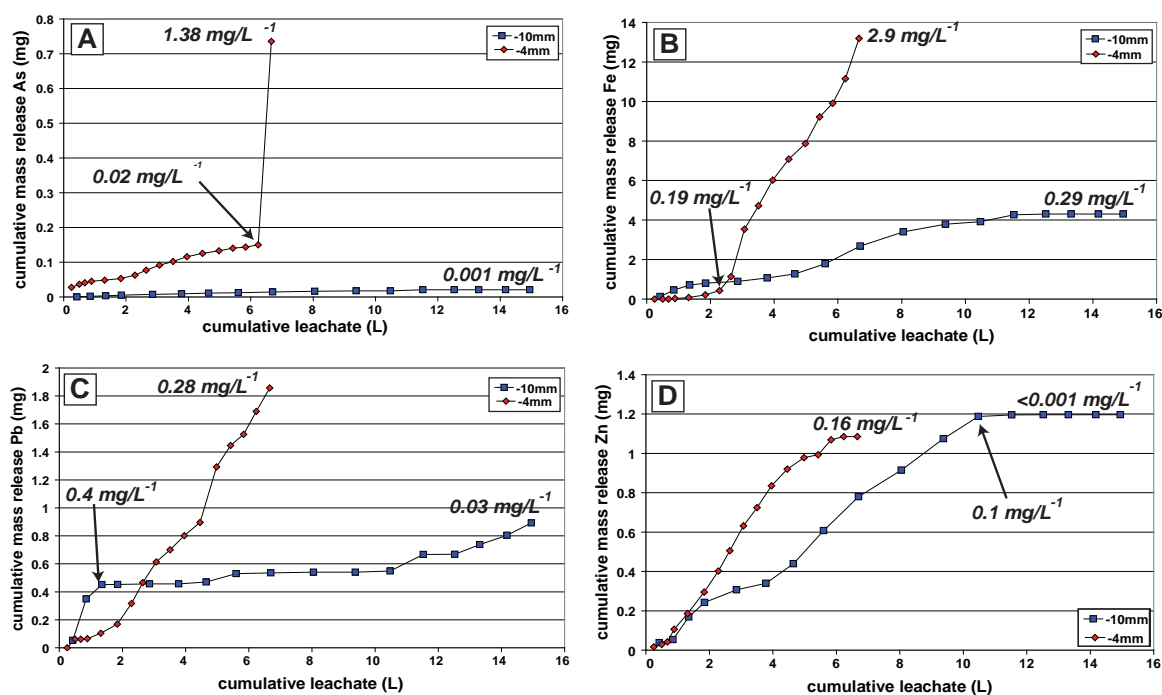 A
cumulative mass release As (mg)
0.8
0.7
0.6
0.5
0.4
0.3
0.2
0.1
0
1.38 mg/L⁻¹
0.02 mg/L⁻¹
0.001 mg/L⁻¹
-10mm
-4mm
0 2 4 6 8 10 12 14 16
cumulative leachate (L)
B
cumulative mass release Fe (mg)
14
12
10
8
6
4
2
0
2.9 mg/L⁻¹
0.19 mg/L⁻¹
0.29 mg/L⁻¹
-10mm
-4mm
0 2 4 6 8 10 12 14 16
cumulative leachate (L)
C
cumulative mass release Pb (mg)
2
1.8
1.6
1.4
1.2
1
0.8
0.6
0.4
0.2
0
0.28 mg/L⁻¹
0.4 mg/L⁻¹
0.03 mg/L⁻¹
-10mm
-4mm
0 2 4 6 8 10 12 14 16
cumulative leachate (L)
D
cumulative mass release Zn (mg)
1.4
1.2
1
0.8
0.6
0.4
0.2
0
<0.001 mg/L⁻¹
0.16 mg/L⁻¹
0.1 mg/L⁻¹
-10mm
-4mm
0 2 4 6 8 10 12 14 16
cumulative leachate (L)